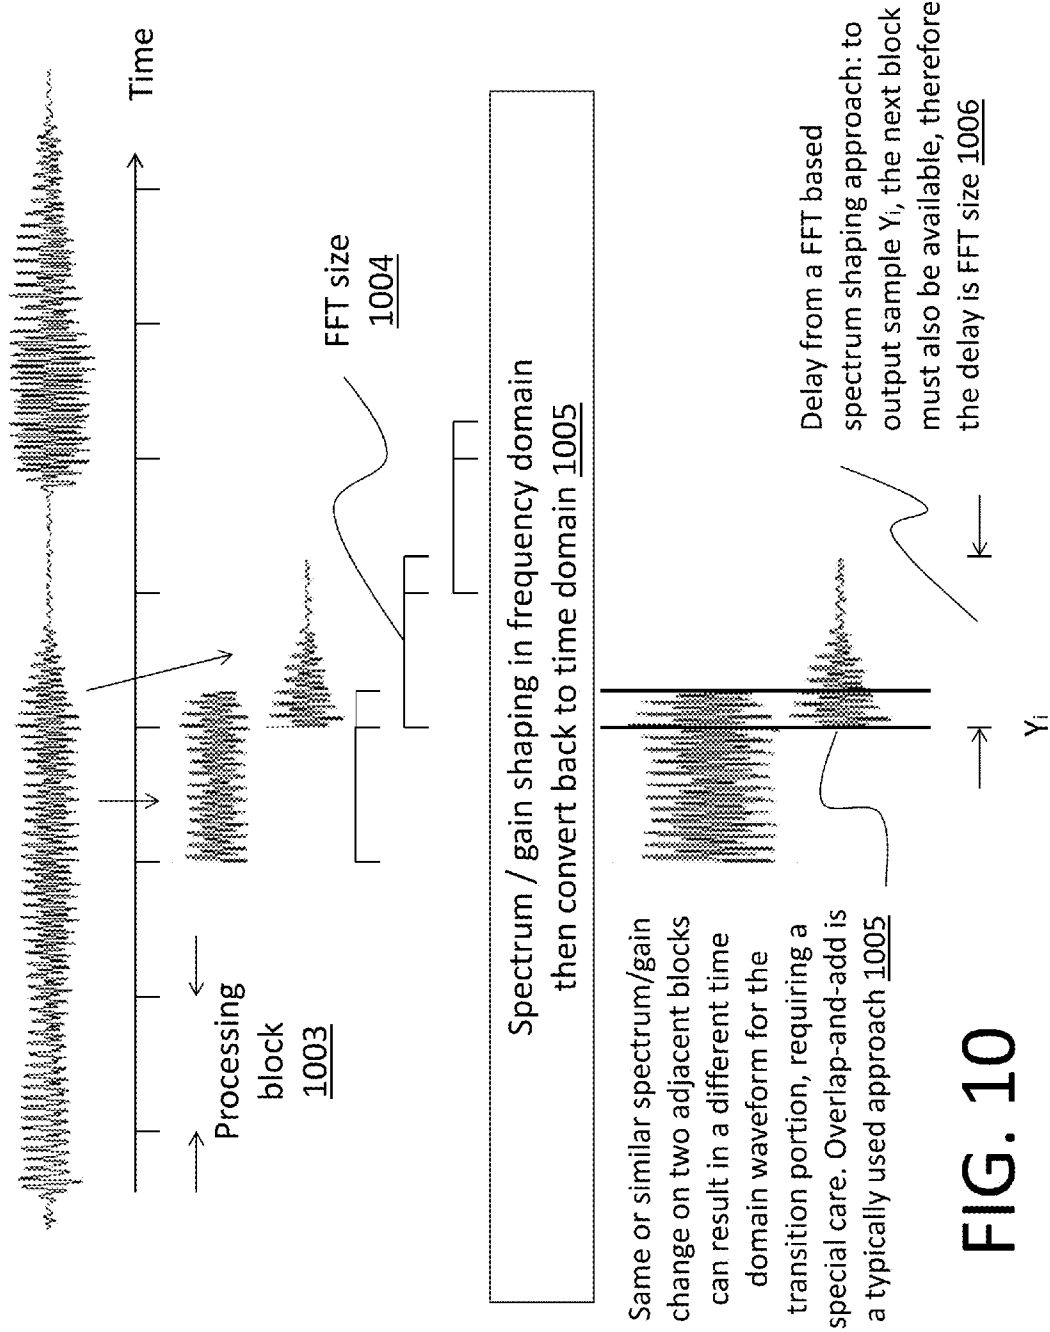 Time
Processing
block
1003
FFT size
1004
Spectrum / gain shaping in frequency domain
then convert back to time domain 1005
Same or similar spectrum/gain
change on two adjacent blocks
can result in a different time
domain waveform for the
transition portion, requiring a
special care. Overlap-and-add is
a typically used approach 1005
Delay from a FFT based
spectrum shaping approach: to
output sample Yi, the next block
must also be available, therefore
the delay is FFT size 1006
Yi
FIG. 10